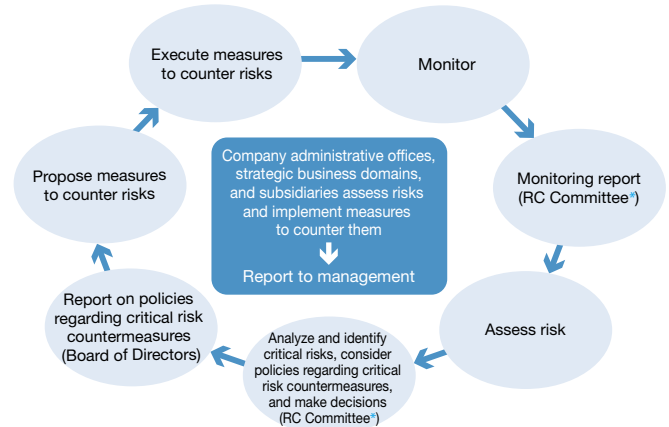 Execute measures
to counter risks
Monitor
Company administrative offices,
strategic business domains,
and subsidiaries assess risks
and implement measures
to counter them
Report to management
Propose measures
to counter risks
Monitoring report
(RC Committee*)
Report on policies
regarding critical risk
countermeasures
(Board of Directors)
Assess risk
Analyze and identify
critical risks, consider
policies regarding critical
risk countermeasures,
and make decisions
(RC Committee*)